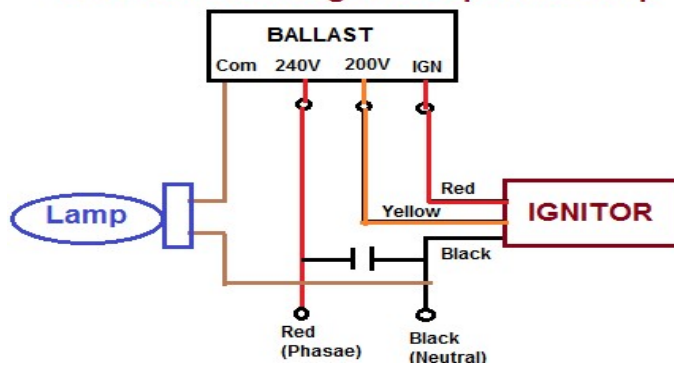 BALLAST
Com 240V 200V IGN
Red
Lamp
Yellow
IGNITOR
Black
Red
(Phasae)
Black
(Neutral)